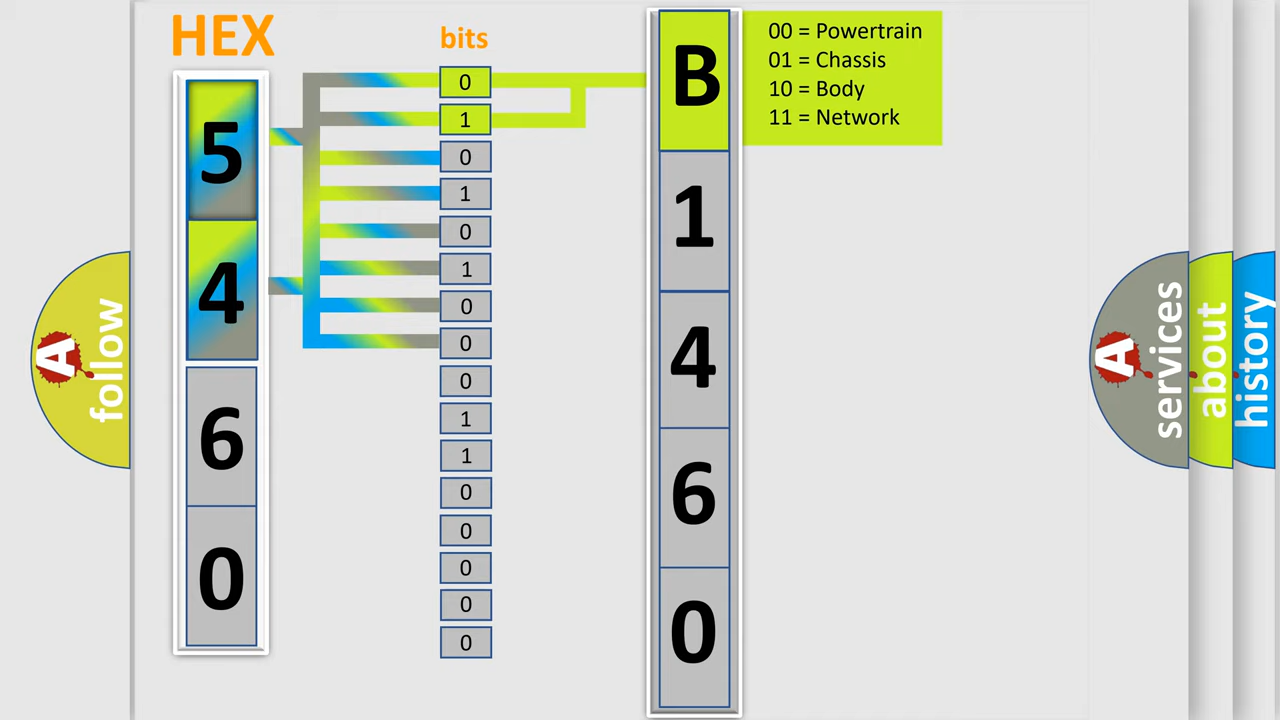 HEX
5
4
6
0
bits
0
1
0
1
0
1
0
0
0
1
1
0
0
0
0
0
B
1
4
6
0
00 = Powertrain
01 = Chassis
10 = Body
11 = Network
A
follow
A
services
about
history